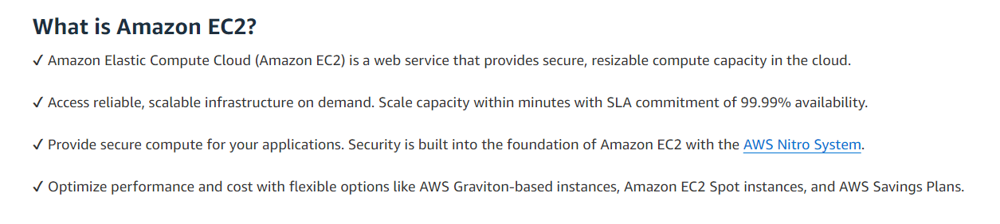 What is Amazon EC2?
✓ Amazon Elastic Compute Cloud (Amazon EC2) is a web service that provides secure, resizable compute capacity in the cloud.
✓ Access reliable, scalable infrastructure on demand. Scale capacity within minutes with SLA commitment of 99.99% availability.
✓ Provide secure compute for your applications. Security is built into the foundation of Amazon EC2 with the AWS Nitro System.
✓ Optimize performance and cost with flexible options like AWS Graviton-based instances, Amazon EC2 Spot instances, and AWS Savings Plans.